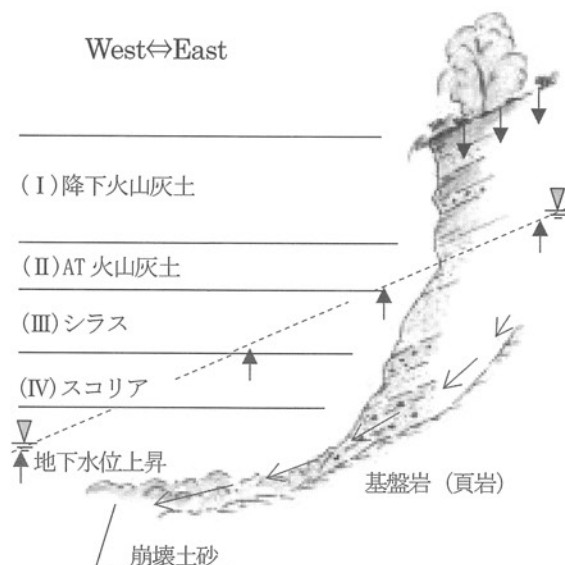 West⇔East
(Ⅰ)降下火山灰土
(Ⅱ)AT 火山灰土
(Ⅲ)シラス
(Ⅳ)スコリア
地下水位上昇
基盤岩 (頁岩)
崩壊土砂